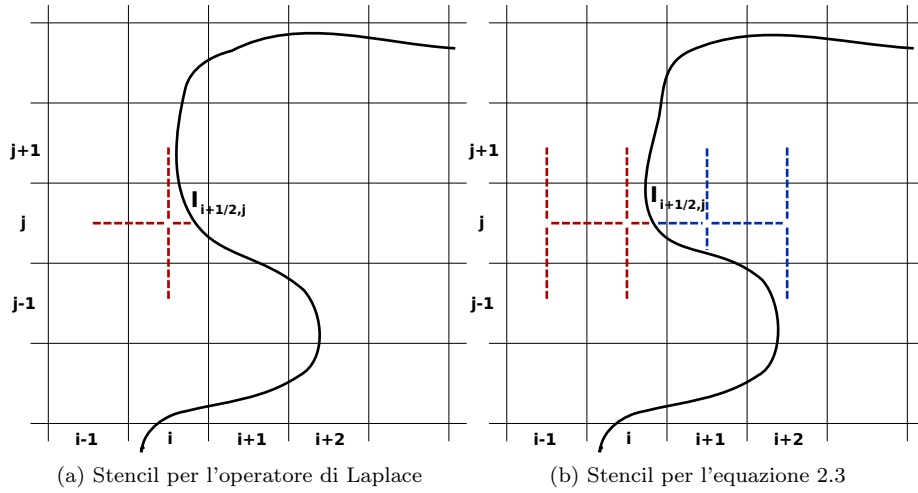 j+1
I i+1/2,j
j
j-1
i-1 i i+1 i+2
(a) Stencil per l'operatore di Laplace
j+1
I i+1/2,j
j
j-1
i-1 i i+1 i+2
(b) Stencil per l'equazione 2.3